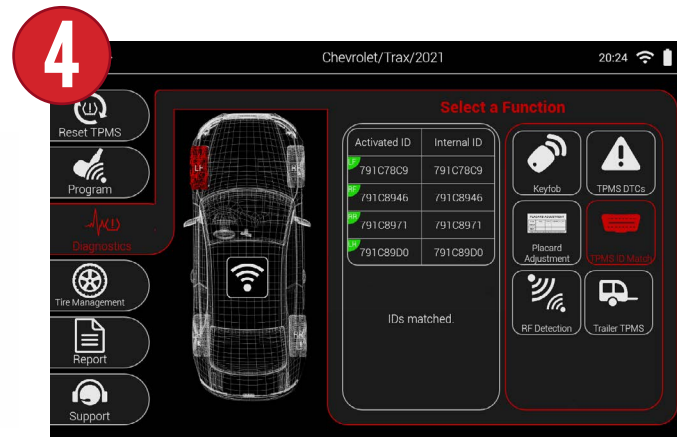 4
Chevrolet/Trax/2021
20:24
Reset TPMS
Program
Diagnostics
Tire Management
Report
Support
LF
Select a Function
Activated ID Internal ID
LF 791C78C9 791C78C9
RF 791C8946 791C8946
RR 791C8971 791C8971
LR 791C89D0 791C89D0
IDs matched.
Keyfob
TPMS DTCs
Placard
Adjustment
TPMS ID Match
RF Detection
Trailer TPMS